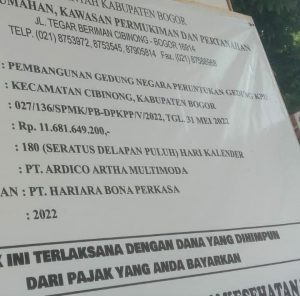 INTAH KABUPATEN BOGOR
UMAHAN, KAWASAN PERMUKIMAN DAN PERTANAHAN
JL. TEGAR BERIMAN CIBINONG - BOGOR 16914
TELP. (021) 8753972, 8753545, 87905814 Fax. (021)
: PEMBANGUNAN GEDUNG NEGARA PERUNTUKAN GEDUNG KPU
: KECAMATAN CIBINONG, KABUPATEN BOGOR
: 027/136/SPMK/PB-DPKPP/V/2022, TGL. 31 MEI 2022
: Rp. 11.681.649.200,-
: 180 (SERATUS DELAPAN PULUH) HARI KALENDER
: PT. ARDICO ARTHA MULTIMODA
AN : PT. HARIARA BONA PERKASA
: 2022
K INI TERLAKSANA DENGAN DANA YANG DIHIMPUN
DARI PAJAK YANG ANDA BAYARKAN
KESEHATAN